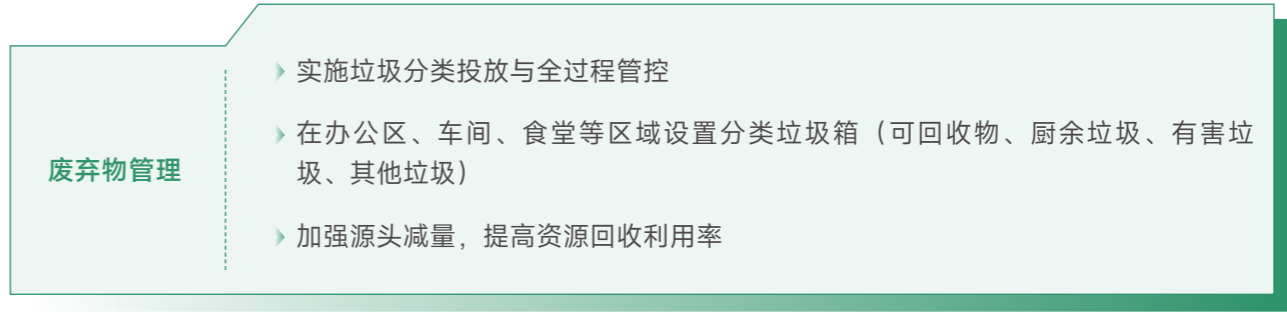 废弃物管理
实施垃圾分类投放与全过程管控
在办公区、车间、食堂等区域设置分类垃圾箱（可回收物、厨余垃圾、有害垃
圾、其他垃圾）
加强源头减量，提高资源回收利用率